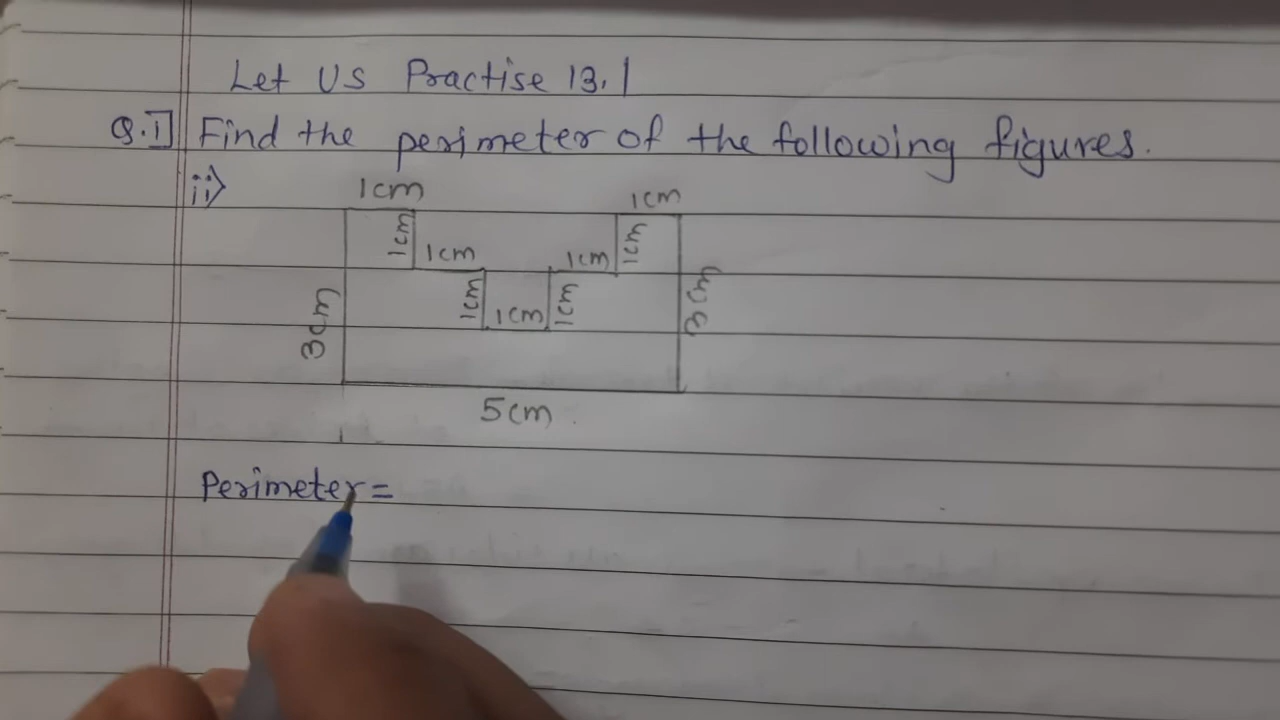 Let Us Practise 13.1
Q.1] Find the perimeter of the following figures.
ii>
1cm 1cm
1cm 1cm
1cm 1cm
3cm 3cm
1cm 1cm 1cm
5cm
Perimeter =